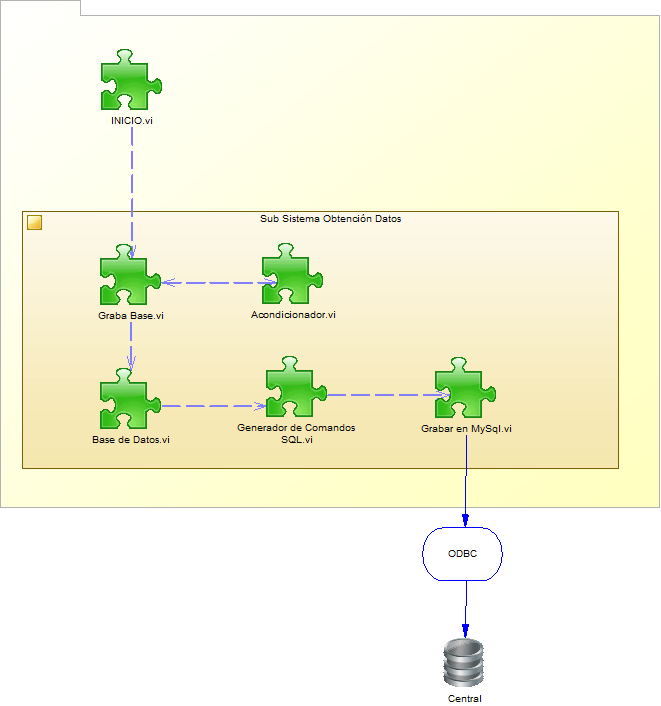 INICIO.vi
Sub Sistema Obtención Datos
Graba Base.vi
Acondicionador.vi
Base de Datos.vi
Generador de Comandos
SQL.vi
Grabar en MySql.vi
ODBC
Central